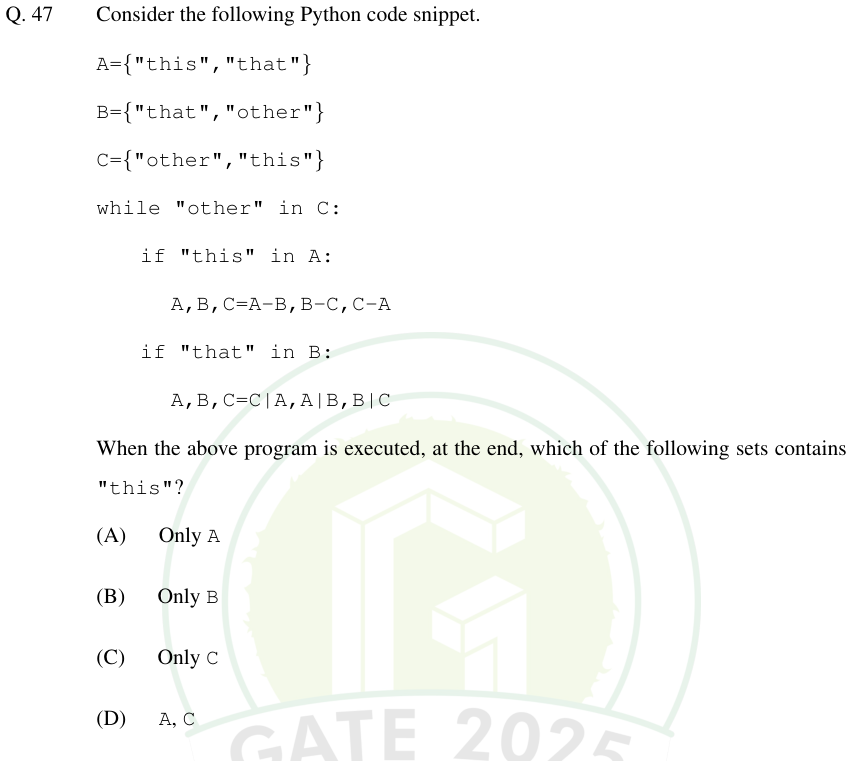 Q. 47 Consider the following Python code snippet.
A={"this","that"}
B={"that","other"}
C={"other","this"}
while "other" in C:
if "this" in A:
A,B,C=A-B,B-C,C-A
if "that" in B:
A,B,C=C|A,A|B,B|C
When the above program is executed, at the end, which of the following sets contains
"this"?
(A) Only A
(B) Only B
(C) Only C
(D) A, C
GATE 2025